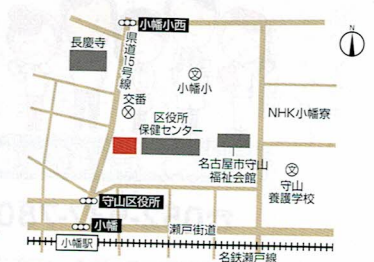 N
小幡小西
長慶寺
県道15号線
小幡小
交番
区役所
保健センター
NHK小幡寮
名古屋市守山
福祉会館
守山
養護学校
守山区役所
小幡
瀬戸街道
小幡駅
名鉄瀬戸線